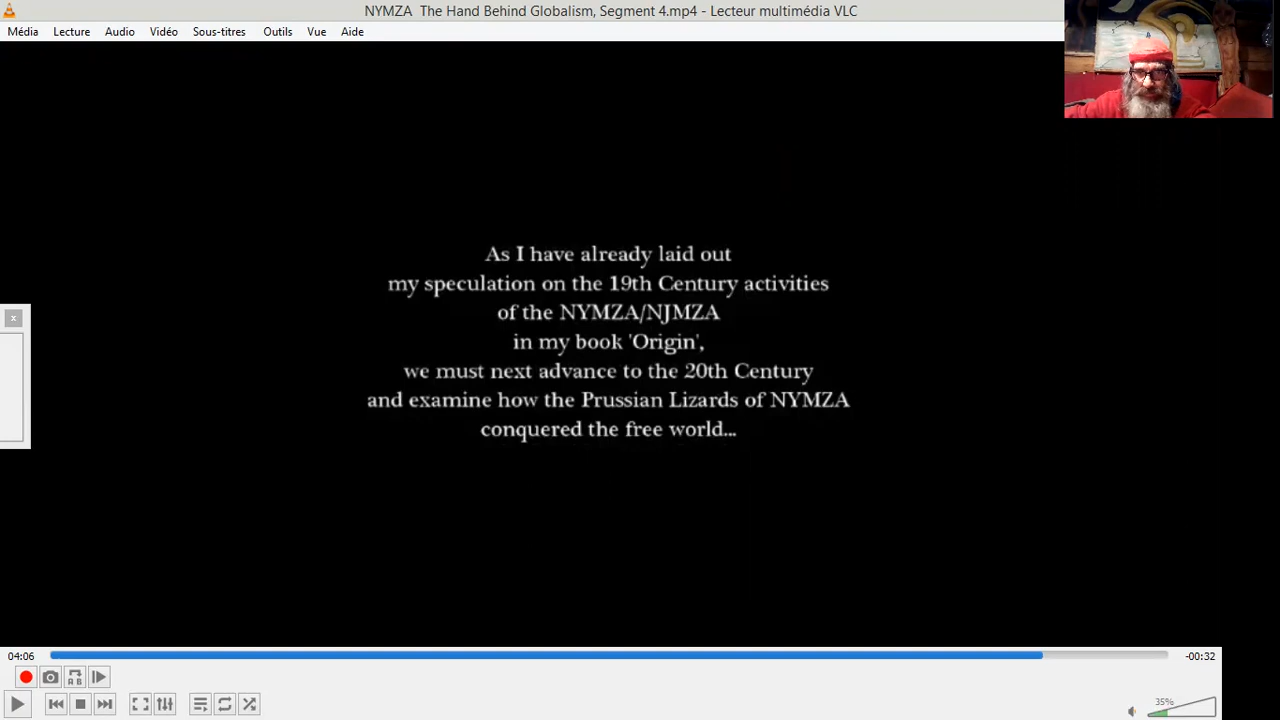 NYMZA The Hand Behind Globalism, Segment 4.mp4 - Lecteur multimédia VLC
Média Lecture Audio Vidéo Sous-titres Outils Vue Aide
As I have already laid out
my speculation on the 19th Century activities
of the NYMZA/NJMZA
in my book 'Origin',
we must next advance to the 20th Century
and examine how the Prussian Lizards of NYMZA
conquered the free world...
04:06 -00:32
A B
35%